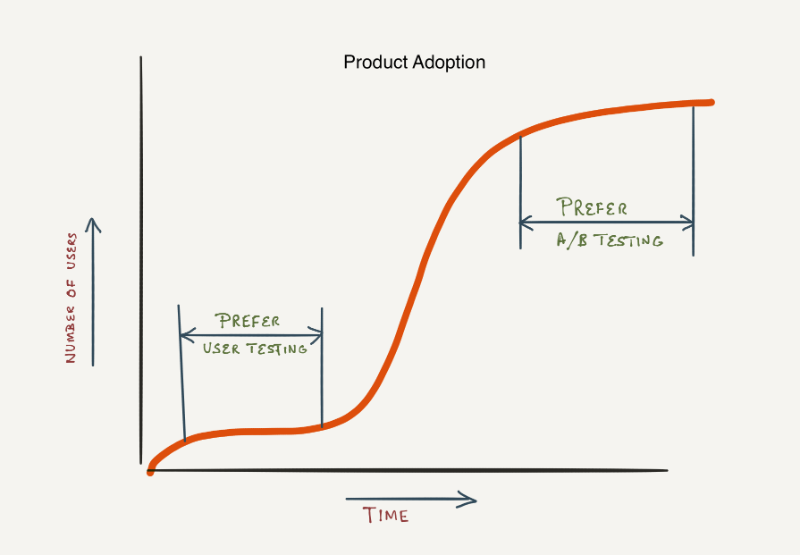 Product Adoption
PREFER
A/B TESTING
NUMBER OF USERS
PREFER
USER TESTING
TIME